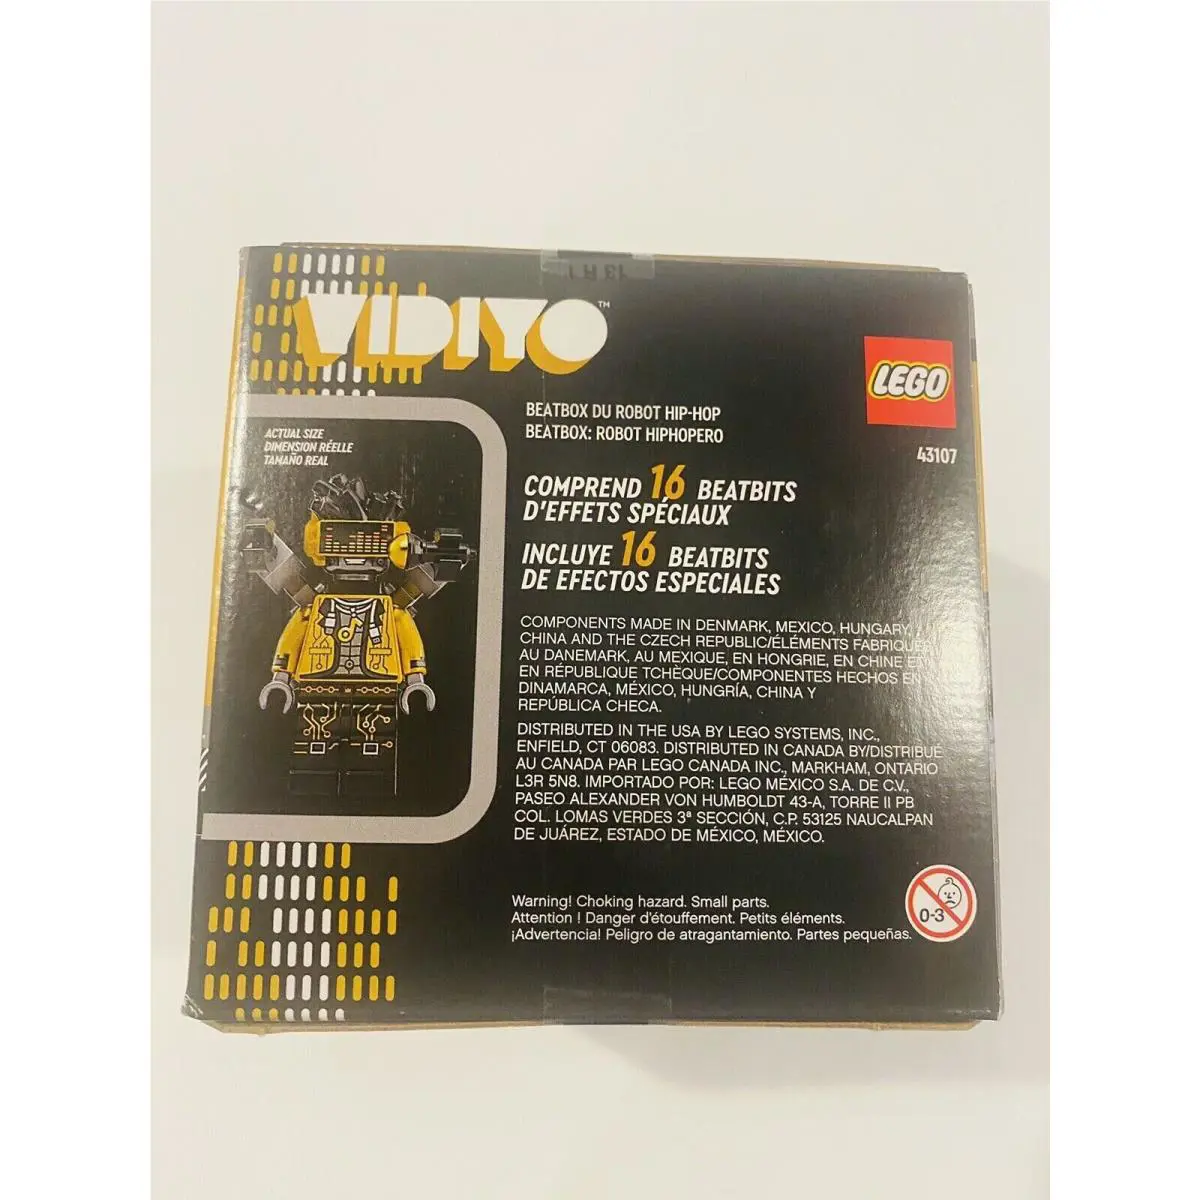 13 R 1
VIDIYO™
LEGO
43107
BEATBOX DU ROBOT HIP-HOP
BEATBOX: ROBOT HIPHOPERO
ACTUAL SIZE
DIMENSION RÉELLE
TAMAÑO REAL
COMPREND 16 BEATBITS
D'EFFETS SPÉCIAUX
INCLUYE 16 BEATBITS
DE EFECTOS ESPECIALES
COMPONENTS MADE IN DENMARK, MEXICO, HUNGARY,
CHINA AND THE CZECH REPUBLIC/ÉLÉMENTS FABRIQUÉS
AU DANEMARK, AU MEXIQUE, EN HONGRIE, EN CHINE ET
EN RÉPUBLIQUE TCHÈQUE/COMPONENTES HECHOS EN
DINAMARCA, MÉXICO, HUNGRÍA, CHINA Y
REPÚBLICA CHECA.
DISTRIBUTED IN THE USA BY LEGO SYSTEMS, INC.,
ENFIELD, CT 06083. DISTRIBUTED IN CANADA BY/DISTRIBUÉ
AU CANADA PAR LEGO CANADA INC., MARKHAM, ONTARIO
L3R 5N8. IMPORTADO POR: LEGO MÉXICO S.A. DE C.V.,
PASEO ALEXANDER VON HUMBOLDT 43-A, TORRE II PB
COL. LOMAS VERDES 3ª SECCIÓN, C.P. 53125 NAUCALPAN
DE JUÁREZ, ESTADO DE MÉXICO, MÉXICO.
Warning! Choking hazard. Small parts.
Attention ! Danger d'étouffement. Petits éléments.
¡Advertencia! Peligro de atragantamiento. Partes pequeñas.
0-3